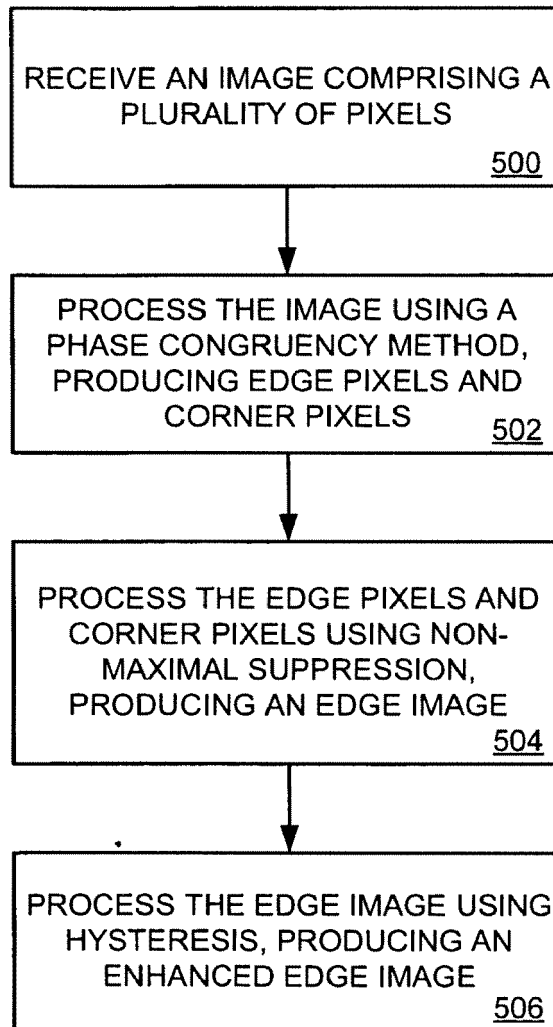 RECEIVE AN IMAGE COMPRISING A
PLURALITY OF PIXELS
500
PROCESS THE IMAGE USING A
PHASE CONGRUENCY METHOD,
PRODUCING EDGE PIXELS AND
CORNER PIXELS
502
PROCESS THE EDGE PIXELS AND
CORNER PIXELS USING NON-
MAXIMAL SUPPRESSION,
PRODUCING AN EDGE IMAGE
504
PROCESS THE EDGE IMAGE USING
HYSTERESIS, PRODUCING AN
ENHANCED EDGE IMAGE
506